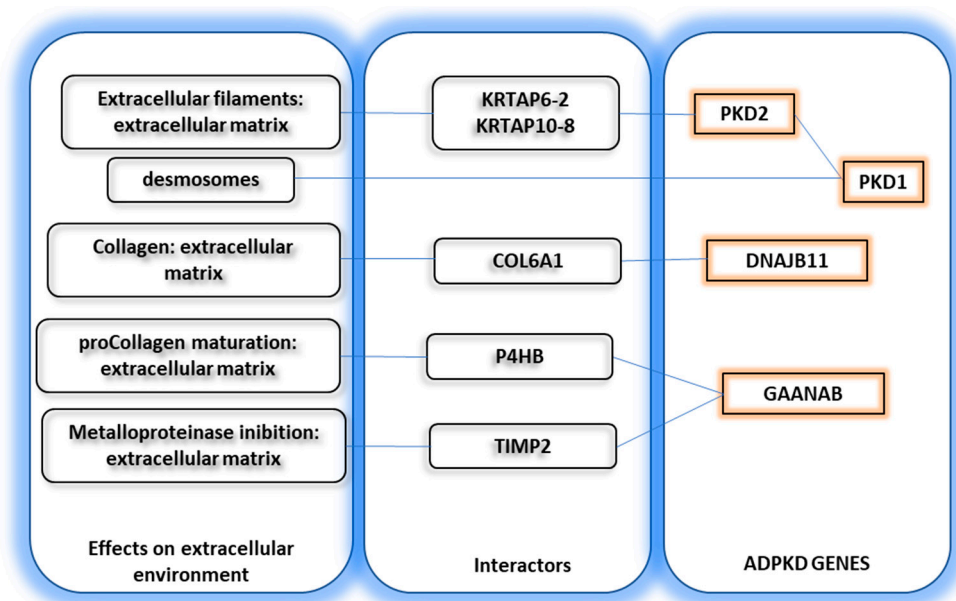 Extracellular filaments:
extracellular matrix
KRTAP6-2
KRTAP10-8
PKD2
desmosomes
PKD1
Collagen: extracellular
matrix
COL6A1
DNAJB11
proCollagen maturation:
extracellular matrix
P4HB
GAANAB
Metalloproteinase inibition:
extracellular matrix
TIMP2
Effects on extracellular
environment
Interactors
ADPKD GENES